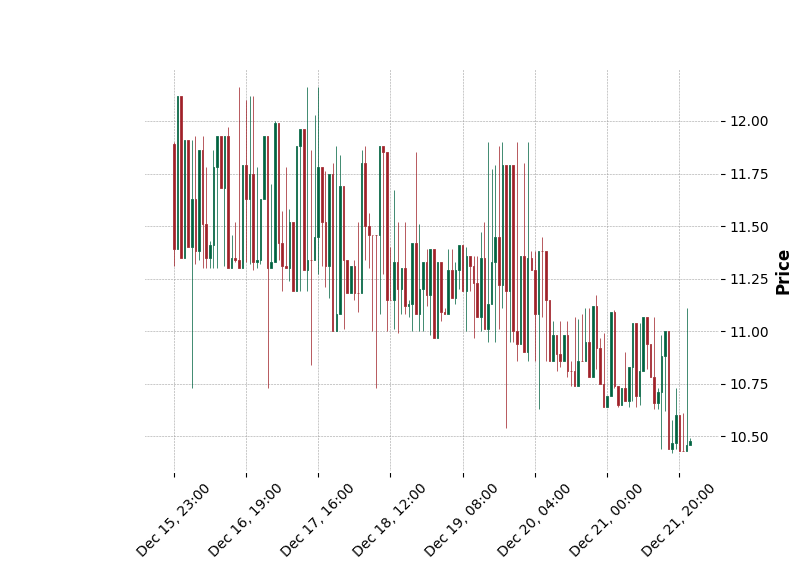 12.00
11.75
11.50
11.25
11.00
10.75
10.50
Price
Dec 15, 23:00
Dec 16, 19:00
Dec 17, 16:00
Dec 18, 12:00
Dec 19, 08:00
Dec 20, 04:00
Dec 21, 00:00
Dec 21, 20:00